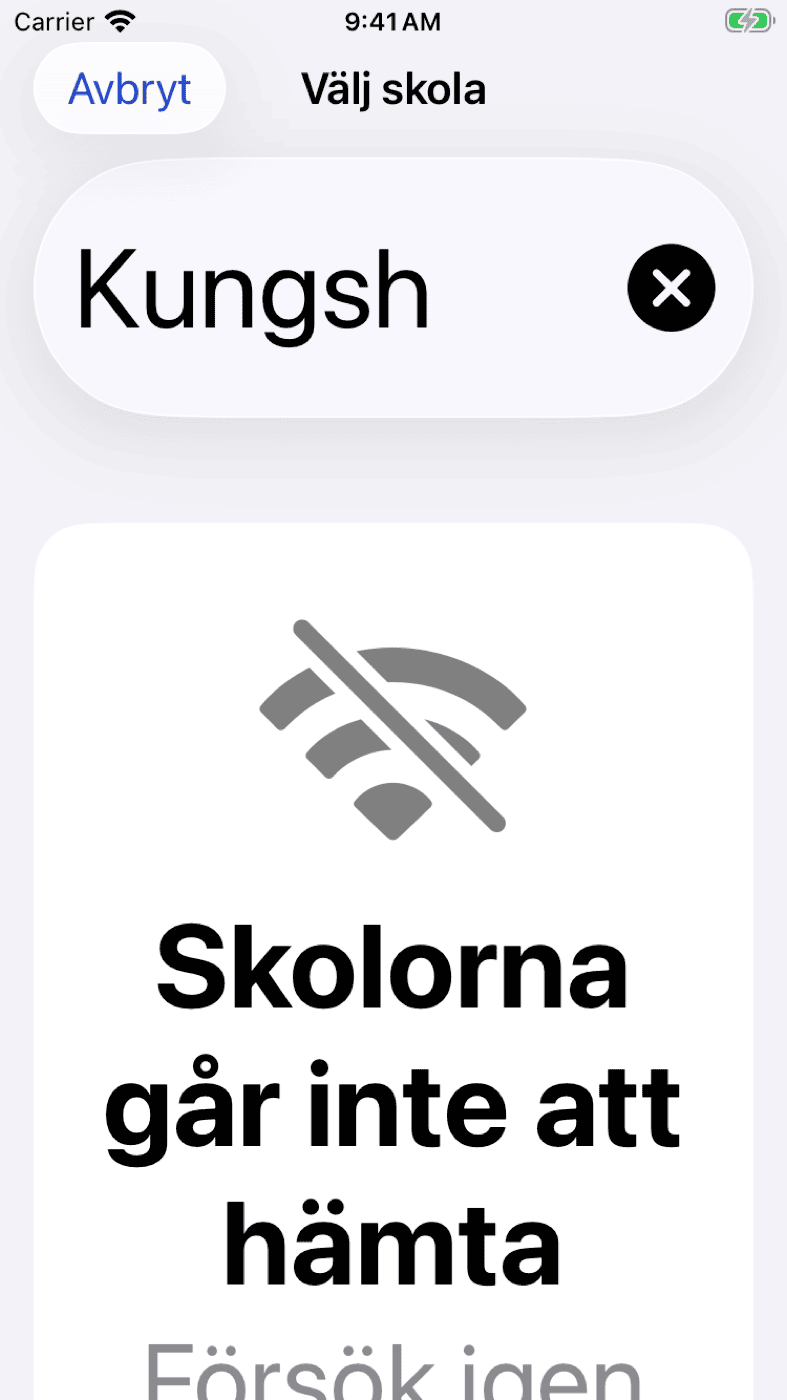 Carrier 9:41 AM
Avbryt Välj skola
Kungsh
Skolorna
går inte att
hämta
Försök igen